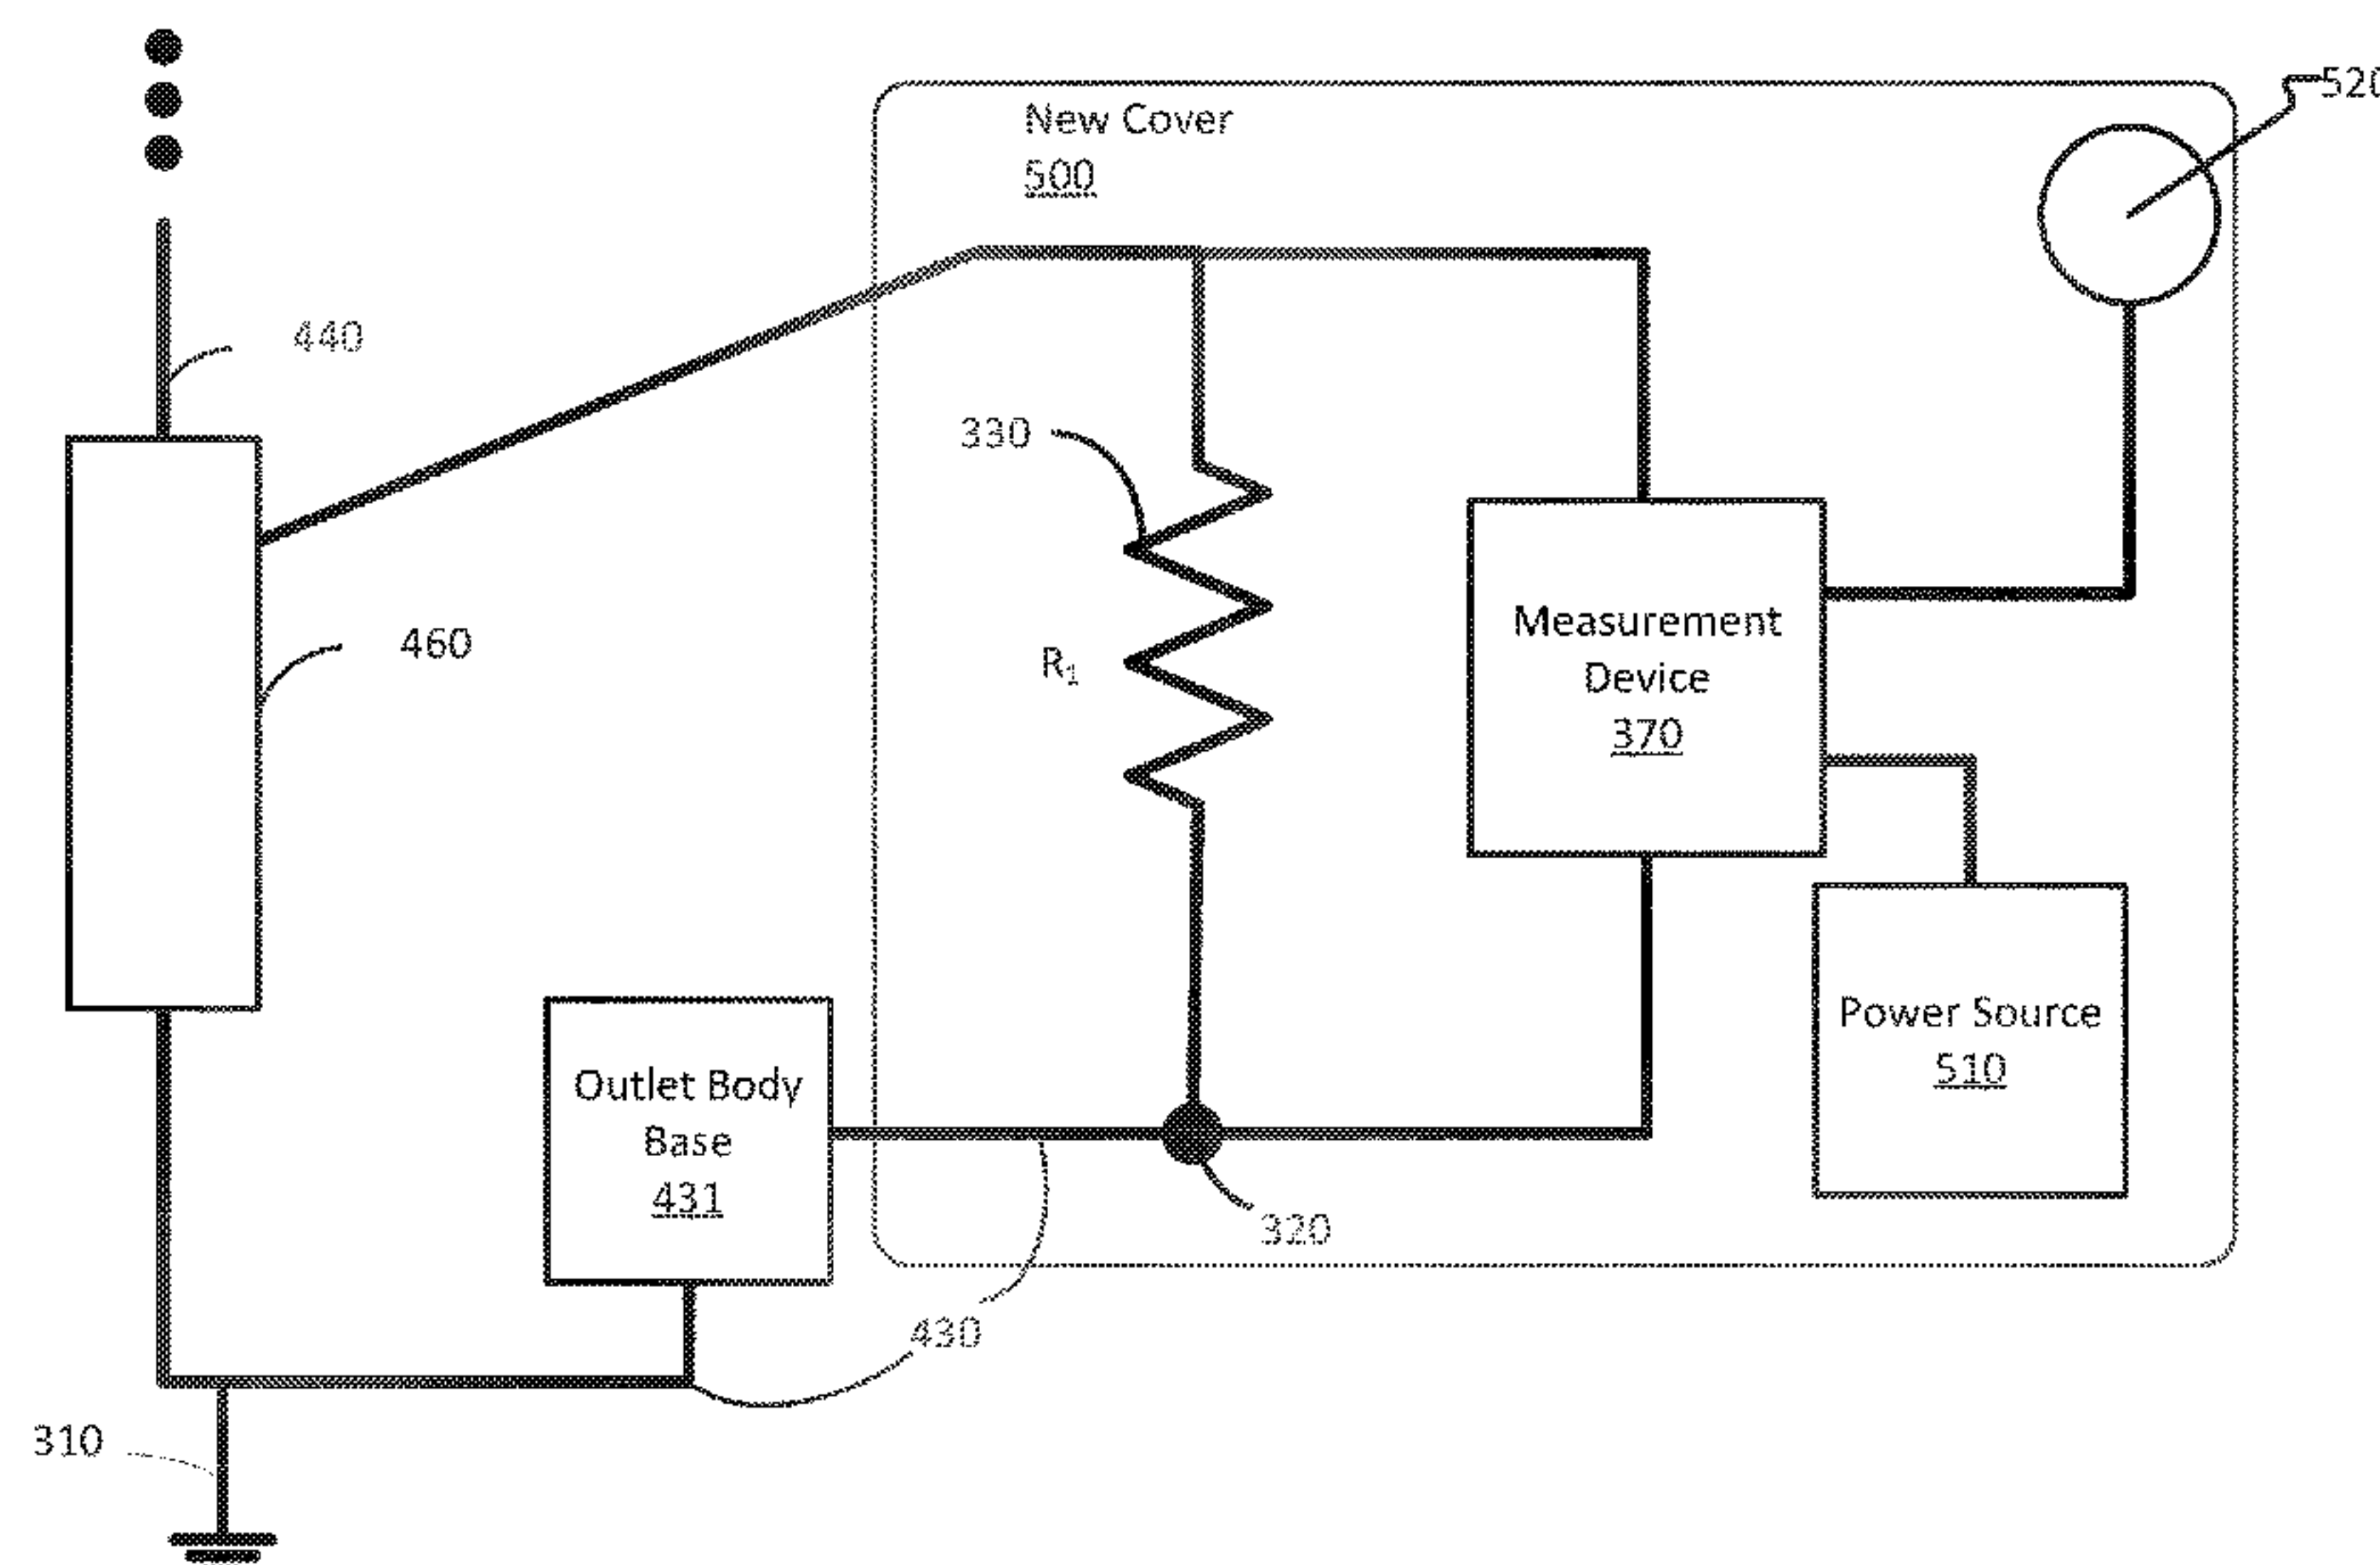 520
New Cover
500
440
330
460
R₁
Measurement
Device
370
Power Source
510
Outlet Body
Base
431
320
430
310